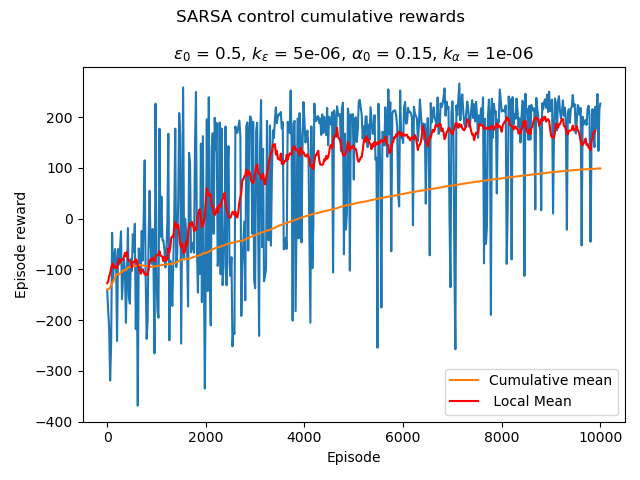 SARSA control cumulative rewards
ε₀ = 0.5, kε = 5e-06, α₀ = 0.15, kα = 1e-06
Episode reward
200
100
0
−100
−200
−300
−400
0
2000
4000
6000
8000
10000
Episode
Cumulative mean
Local Mean